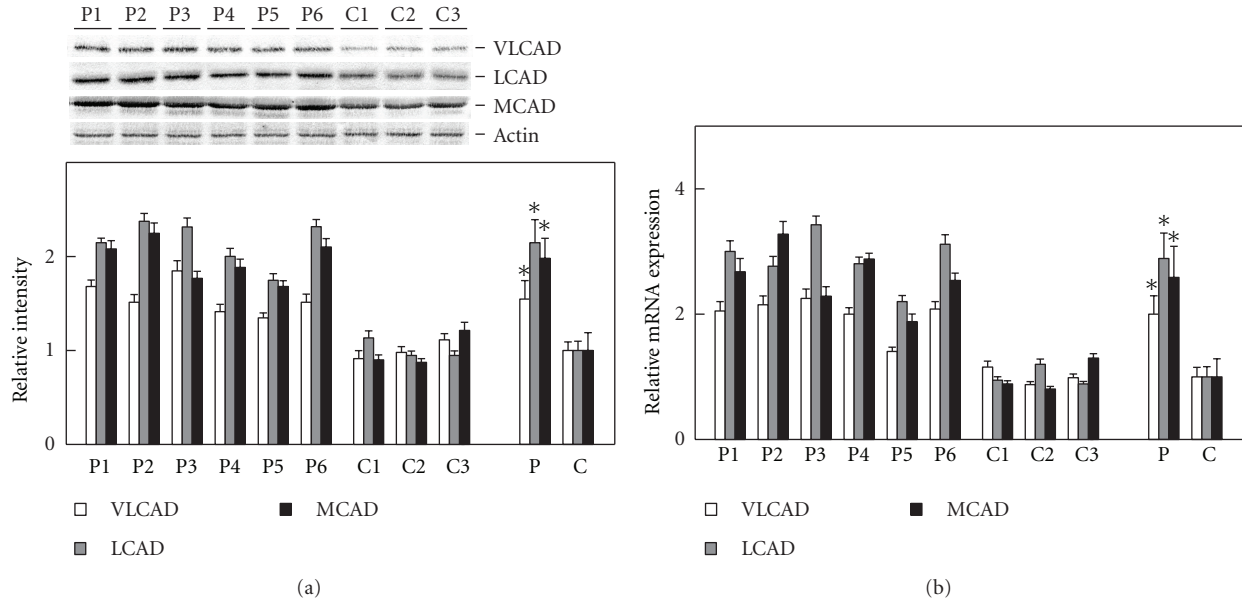 P1 P2 P3 P4 P5 P6 C1 C2 C3
VLCAD
LCAD
MCAD
Actin
Relative intensity
2
1
0
* * *
P1 P2 P3 P4 P5 P6 C1 C2 C3 P C
VLCAD MCAD
LCAD
(a)
Relative mRNA expression
4
2
0
* * *
P1 P2 P3 P4 P5 P6 C1 C2 C3 P C
VLCAD MCAD
LCAD
(b)